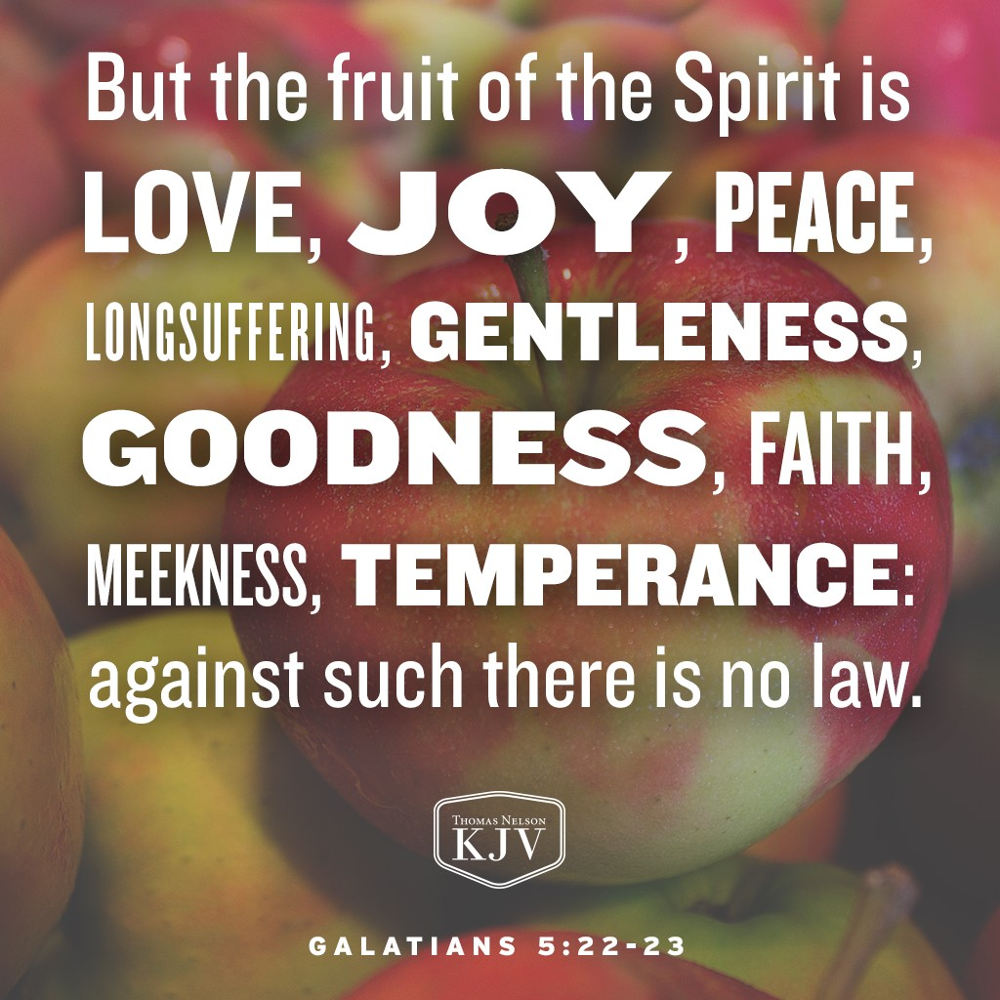 But the fruit of the Spirit is
LOVE, JOY, PEACE,
LONGSUFFERING, GENTLENESS,
GOODNESS, FAITH,
MEEKNESS, TEMPERANCE:
against such there is no law.
THOMAS NELSON
KJV
GALATIANS 5:22-23